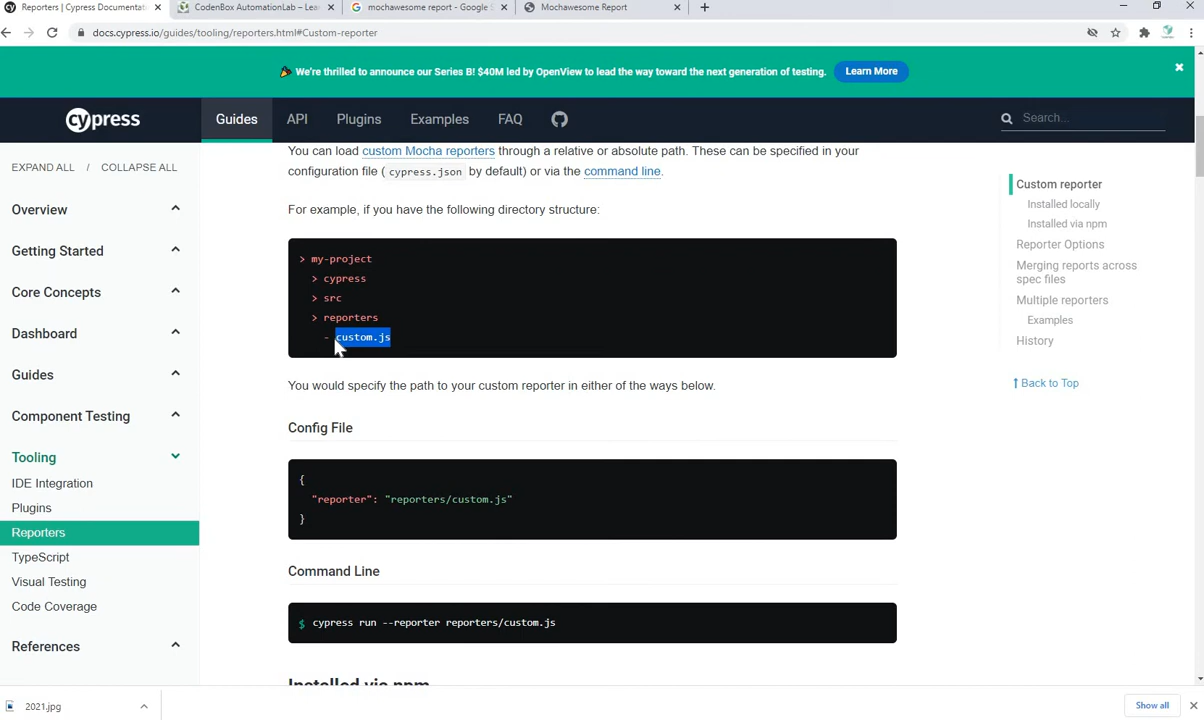 Reporters | Cypress Documentat
CodenBox AutomationLab – Lea
mochawesome report - Google S
Mochawesome Report
docs.cypress.io/guides/tooling/reporters.html#Custom-reporter
🎉 We're thrilled to announce our Series B! $40M led by OpenView to lead the way toward the next generation of testing.
Learn More
cypress
Guides
API
Plugins
Examples
FAQ
Search...
EXPAND ALL / COLLAPSE ALL
Overview
Getting Started
Core Concepts
Dashboard
Guides
Component Testing
Tooling
IDE Integration
Plugins
Reporters
TypeScript
Visual Testing
Code Coverage
References
You can load custom Mocha reporters through a relative or absolute path. These can be specified in your
configuration file ( cypress.json by default) or via the command line.
For example, if you have the following directory structure:
> my-project
> cypress
> src
> reporters
- custom.js
You would specify the path to your custom reporter in either of the ways below.
Config File
{
"reporter": "reporters/custom.js"
}
Command Line
$ cypress run --reporter reporters/custom.js
Installed via npm
Custom reporter
Installed locally
Installed via npm
Reporter Options
Merging reports across
spec files
Multiple reporters
Examples
History
Back to Top
2021.jpg
Show all